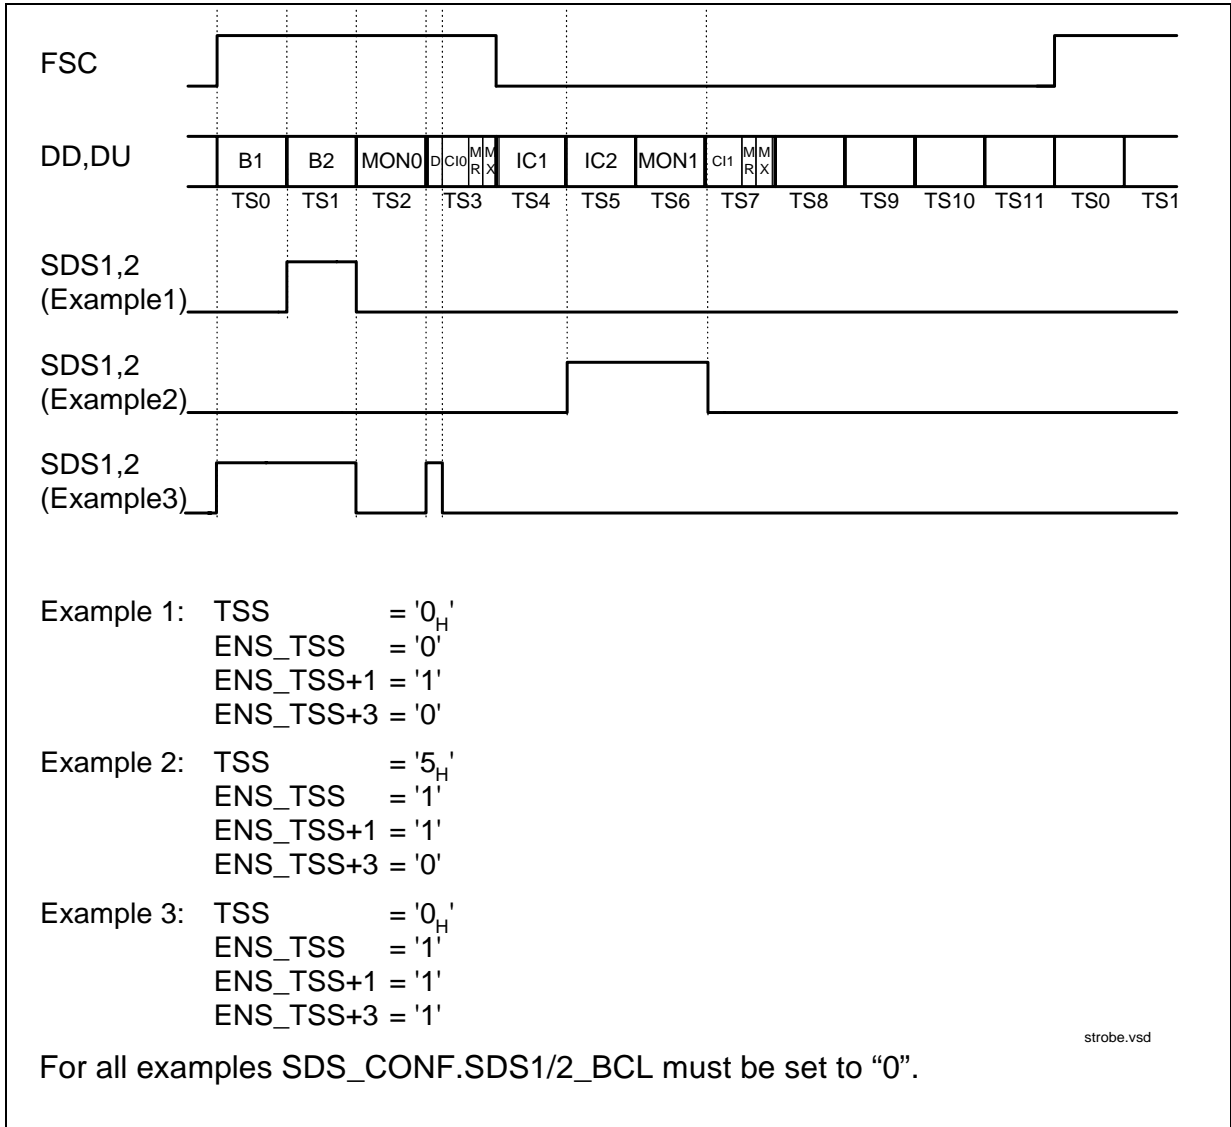 FSC
DD,DU
B1 B2 MON0 D CI0 MR MX IC1 IC2 MON1 CI1 MR MX
TS0 TS1 TS2 TS3 TS4 TS5 TS6 TS7 TS8 TS9 TS10 TS11 TS0 TS1
SDS1,2
(Example1)
SDS1,2
(Example2)
SDS1,2
(Example3)
Example 1: TSS = '0H'
ENS_TSS = '0'
ENS_TSS+1 = '1'
ENS_TSS+3 = '0'
Example 2: TSS = '5H'
ENS_TSS = '1'
ENS_TSS+1 = '1'
ENS_TSS+3 = '0'
Example 3: TSS = '0H'
ENS_TSS = '1'
ENS_TSS+1 = '1'
ENS_TSS+3 = '1'
strobe.vsd
For all examples SDS_CONF.SDS1/2_BCL must be set to “0”.